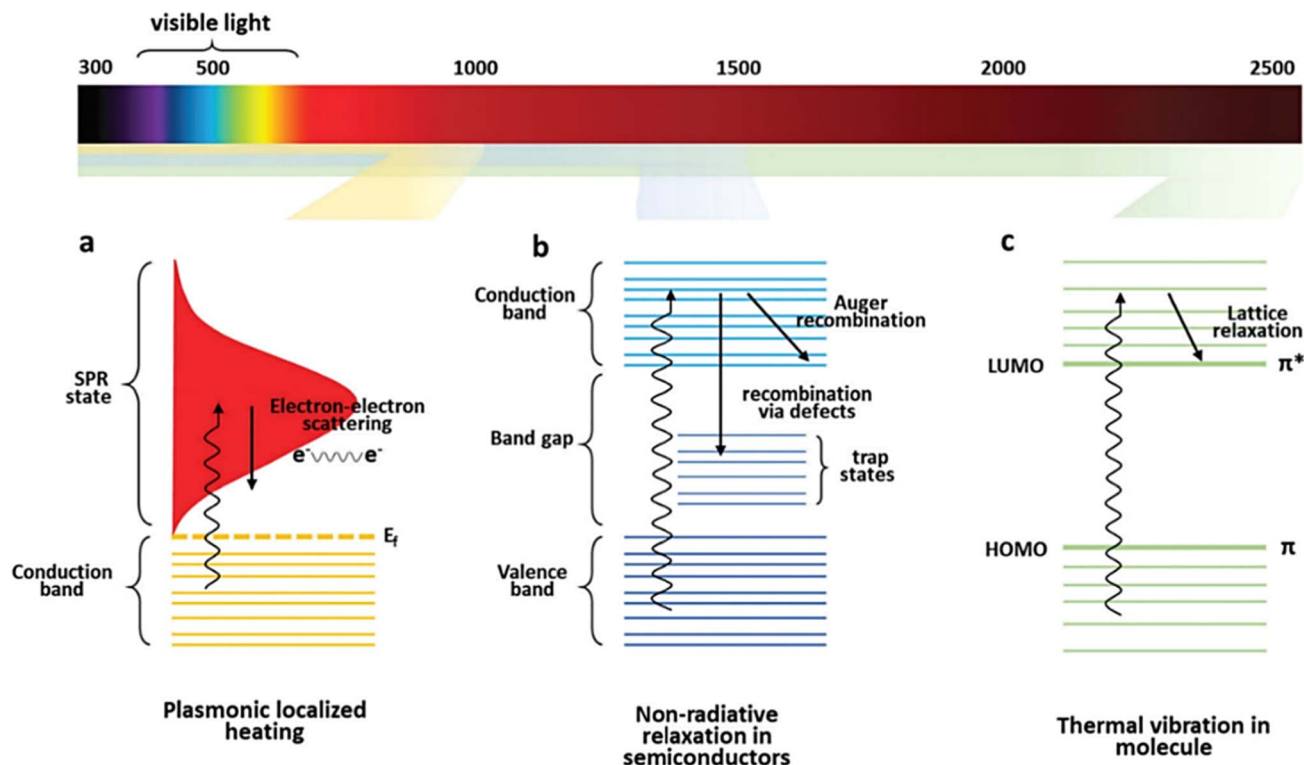 visible light
300 500 1000 1500 2000 2500
a
SPR
state
Electron-electron
scattering
e⁻ e⁻
E_f
Conduction
band
Plasmonic localized
heating
b
Conduction
band
Auger
recombination
recombination
via defects
Band gap
trap
states
Valence
band
Non-radiative
relaxation in
semiconductors
c
Lattice
relaxation
LUMO π*
HOMO π
Thermal vibration in
molecule